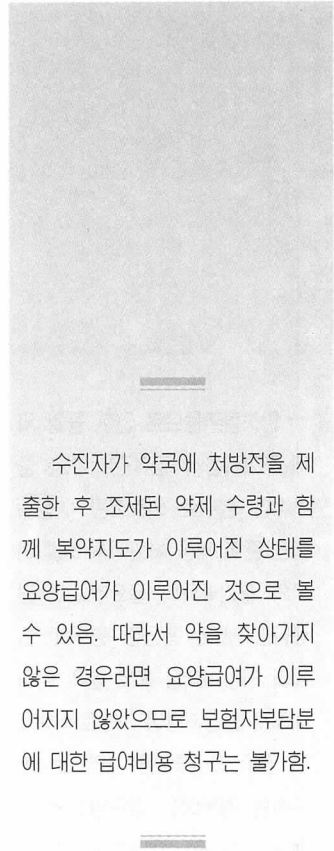 수진자가 약국에 처방전을 제
출한 후 조제된 약제 수령과 함
께 복약지도가 이루어진 상태를
요양급여가 이루어진 것으로 볼
수 있음. 따라서 약을 찾아가지
않은 경우라면 요양급여가 이루
어지지 않았으므로 보험자부담분
에 대한 급여비용 청구는 불가함.